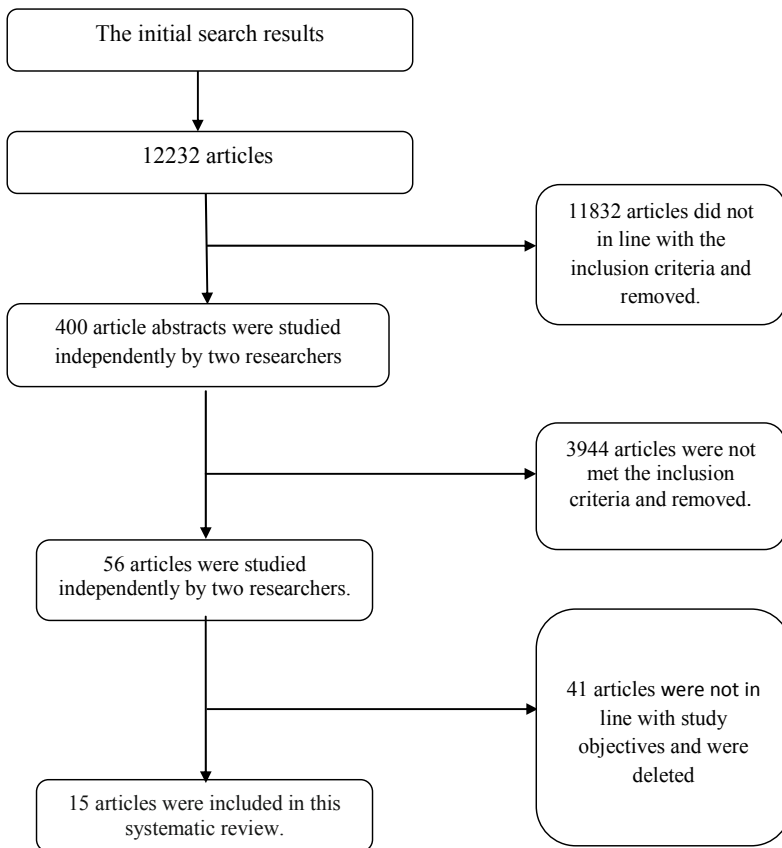 The initial search results
12232 articles
11832 articles did not
in line with the
inclusion criteria and
removed.
400 article abstracts were studied
independently by two researchers
3944 articles were not
met the inclusion
criteria and removed.
56 articles were studied
independently by two researchers.
41 articles were not in
line with study
objectives and were
deleted
15 articles were included in this
systematic review.